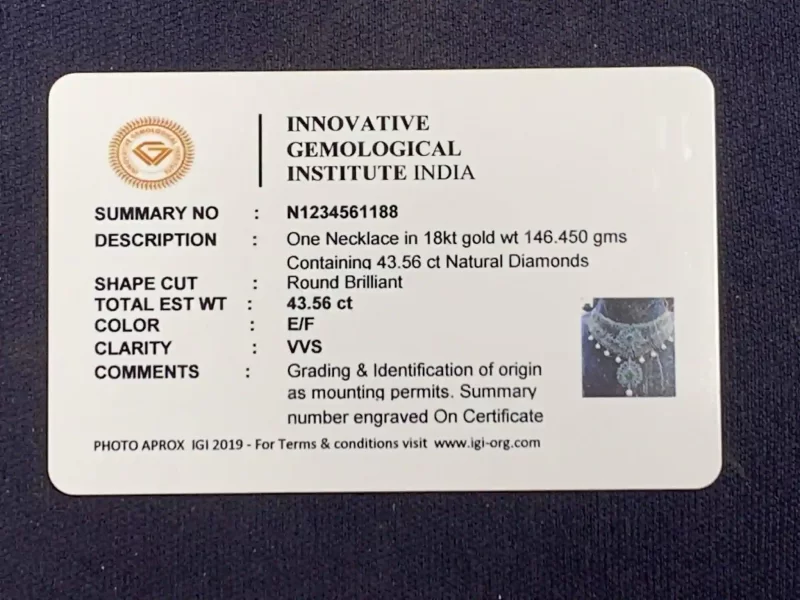 INNOVATIVE
GEMOLOGICAL
INSTITUTE INDIA
SUMMARY NO : N1234561188
DESCRIPTION : One Necklace in 18kt gold wt 146.450 gms
Containing 43.56 ct Natural Diamonds
SHAPE CUT : Round Brilliant
TOTAL EST WT : 43.56 ct
COLOR : E/F
CLARITY : VVS
COMMENTS : Grading & Identification of origin
as mounting permits. Summary
number engraved On Certificate
PHOTO APROX IGI 2019 - For Terms & conditions visit www.igi-org.com